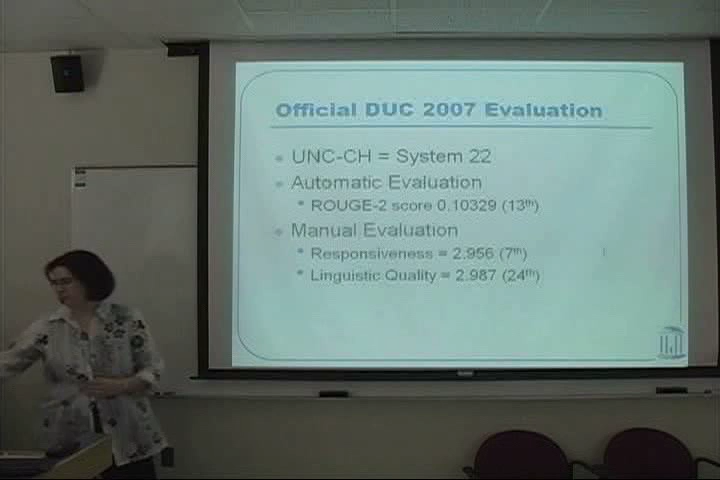 Official DUC 2007 Evaluation
UNC-CH = System 22
Automatic Evaluation
ROUGE-2 score 0.10329 (13th)
Manual Evaluation
Responsiveness = 2.956 (7th)
Linguistic Quality = 2.987 (24th)